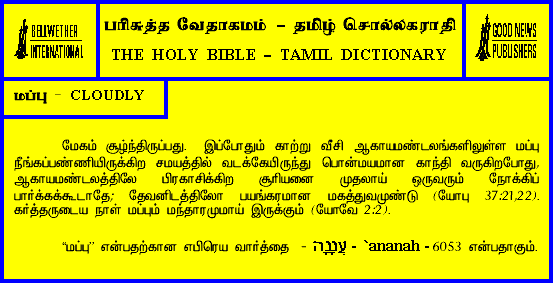 BELLWETHER
INTERNATIONAL
பரிசுத்த வேதாகமம் - தமிழ் சொல்லகராதி
THE HOLY BIBLE - TAMIL DICTIONARY
GOOD NEWS
PUBLISHERS
மப்பு - CLOUDLY
மேகம் சூழ்ந்திருப்பது. இப்போதும் காற்று வீசி ஆகாயமண்டலங்களிலுள்ள மப்பு
நீங்கப்பண்ணியிருக்கிற சமயத்தில் வடக்கேயிருந்து பொன்மயமான காந்தி வருகிறபோது,
ஆகாயமண்டலத்திலே பிரகாசிக்கிற சூரியனை முதலாய் ஒருவரும் நோக்கிப்
பார்க்கக்கூடாதே; தேவனிடத்திலோ பயங்கரமான மகத்துவமுண்டு (யோபு 37:21,22).
கர்த்தருடைய நாள் மப்பும் மந்தாரமுமாய் இருக்கும் (யோவே 2:2).
“மப்பு” என்பதற்கான எபிரெய வார்த்தை - עֲנָנָה - `ananah - 6053 என்பதாகும்.